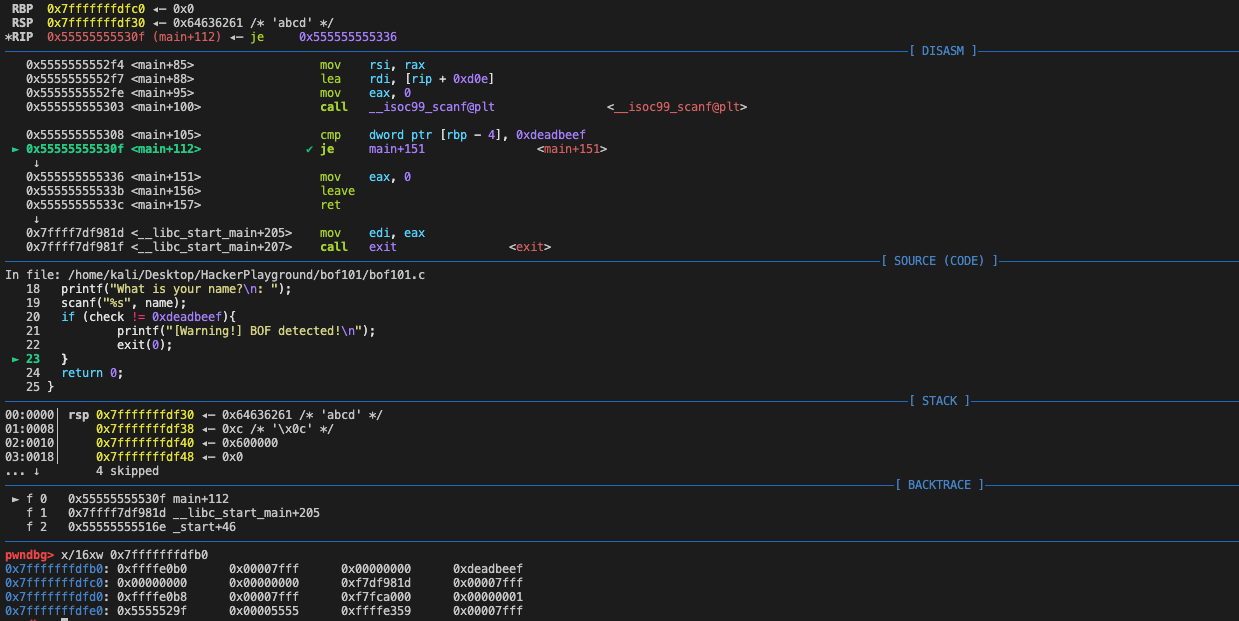 RBP  0x7fffffffdfc0 ◂— 0x0
RSP  0x7fffffffdf30 ◂— 0x64636261 /* 'abcd' */
*RIP  0x55555555530f (main+112) ◂— je     0x555555555336
[ DISASM ]
0x5555555552f4 <main+85>                 mov    rsi, rax
0x5555555552f7 <main+88>                 lea    rdi, [rip + 0xd0e]
0x5555555552fe <main+95>                 mov    eax, 0
0x555555555303 <main+100>                call   __isoc99_scanf@plt                <__isoc99_scanf@plt>
0x555555555308 <main+105>                cmp    dword ptr [rbp - 4], 0xdeadbeef
► 0x55555555530f <main+112>               ✔ je     main+151                <main+151>
↓
0x555555555336 <main+151>                mov    eax, 0
0x55555555533b <main+156>                leave
0x55555555533c <main+157>                ret
↓
0x7ffff7df981d <__libc_start_main+205>    mov    edi, eax
0x7ffff7df981f <__libc_start_main+207>    call   exit                <exit>
[ SOURCE (CODE) ]
In file: /home/kali/Desktop/HackerPlayground/bof101/bof101.c
18   printf("What is your name?\n: ");
19   scanf("%s", name);
20   if (check != 0xdeadbeef){
21           printf("[Warning!] BOF detected!\n");
22           exit(0);
► 23   }
24   return 0;
25 }
[ STACK ]
00:0000│ rsp 0x7fffffffdf30 ◂— 0x64636261 /* 'abcd' */
01:0008│     0x7fffffffdf38 ◂— 0xc /* '\x0c' */
02:0010│     0x7fffffffdf40 ◂— 0x600000
03:0018│     0x7fffffffdf48 ◂— 0x0
... ↓        4 skipped
[ BACKTRACE ]
► f 0   0x55555555530f main+112
f 1   0x7ffff7df981d __libc_start_main+205
f 2   0x55555555516e _start+46
pwndbg> x/16xw 0x7fffffffdfb0
0x7fffffffdfb0: 0xffffe0b0      0x00007fff      0x00000000      0xdeadbeef
0x7fffffffdfc0: 0x00000000      0x00000000      0xf7df981d      0x00007fff
0x7fffffffdfd0: 0xffffe0b8      0x00007fff      0xf7fca000      0x00000001
0x7fffffffdfe0: 0x5555529f      0x00005555      0xffffe359      0x00007fff